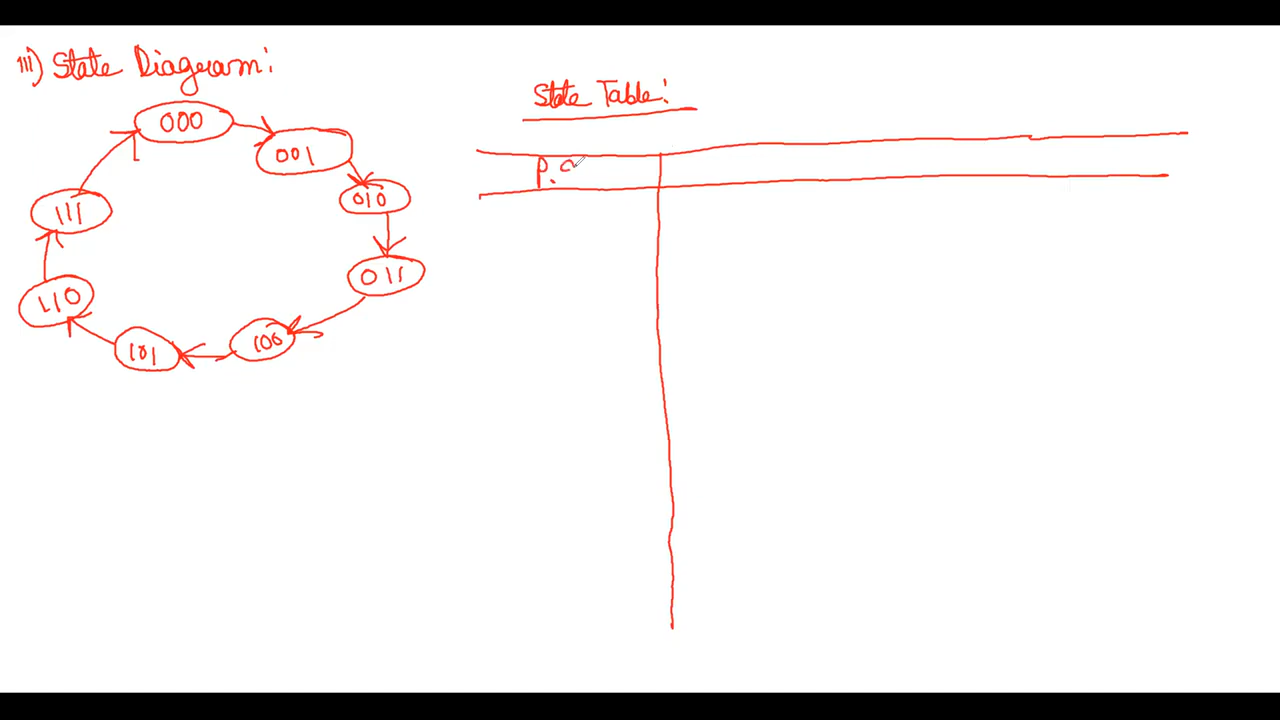 iii) State Diagram:
000
001
010
011
100
101
110
111
State Table:
P.